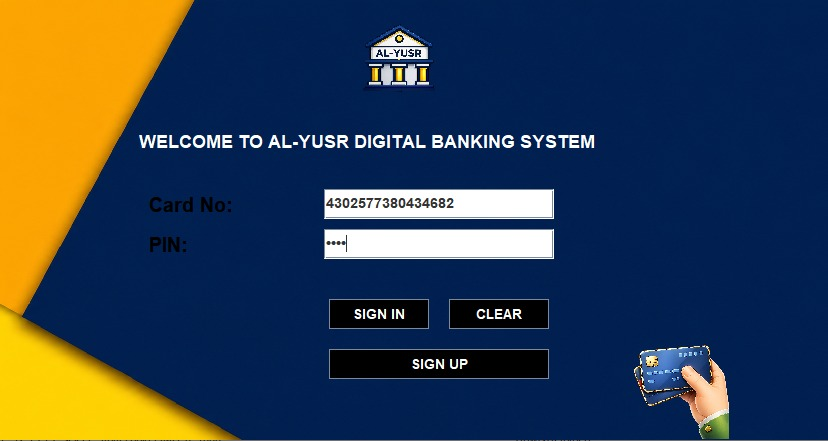 AL-YUSR
WELCOME TO AL-YUSR DIGITAL BANKING SYSTEM
Card No: 4302577380434682
PIN: ••••
SIGN IN CLEAR
SIGN UP